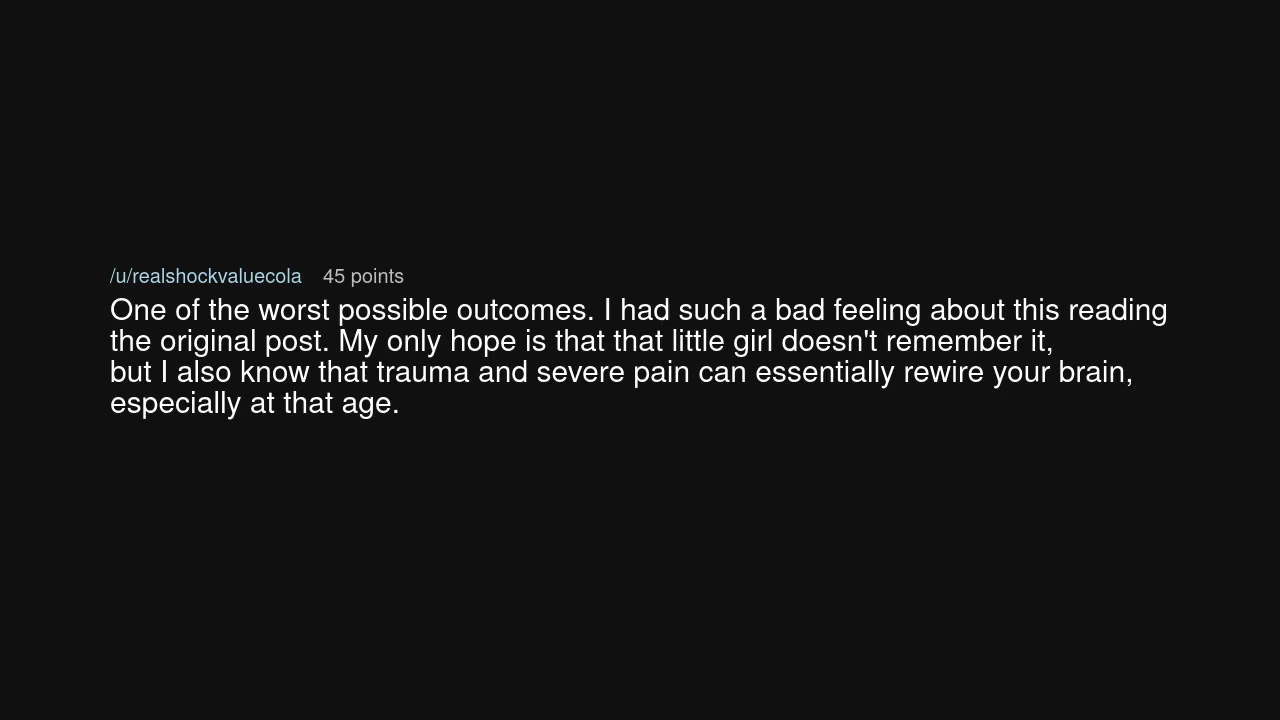 /u/realshockvaluecola 45 points
One of the worst possible outcomes. I had such a bad feeling about this reading
the original post. My only hope is that that little girl doesn't remember it,
but I also know that trauma and severe pain can essentially rewire your brain,
especially at that age.